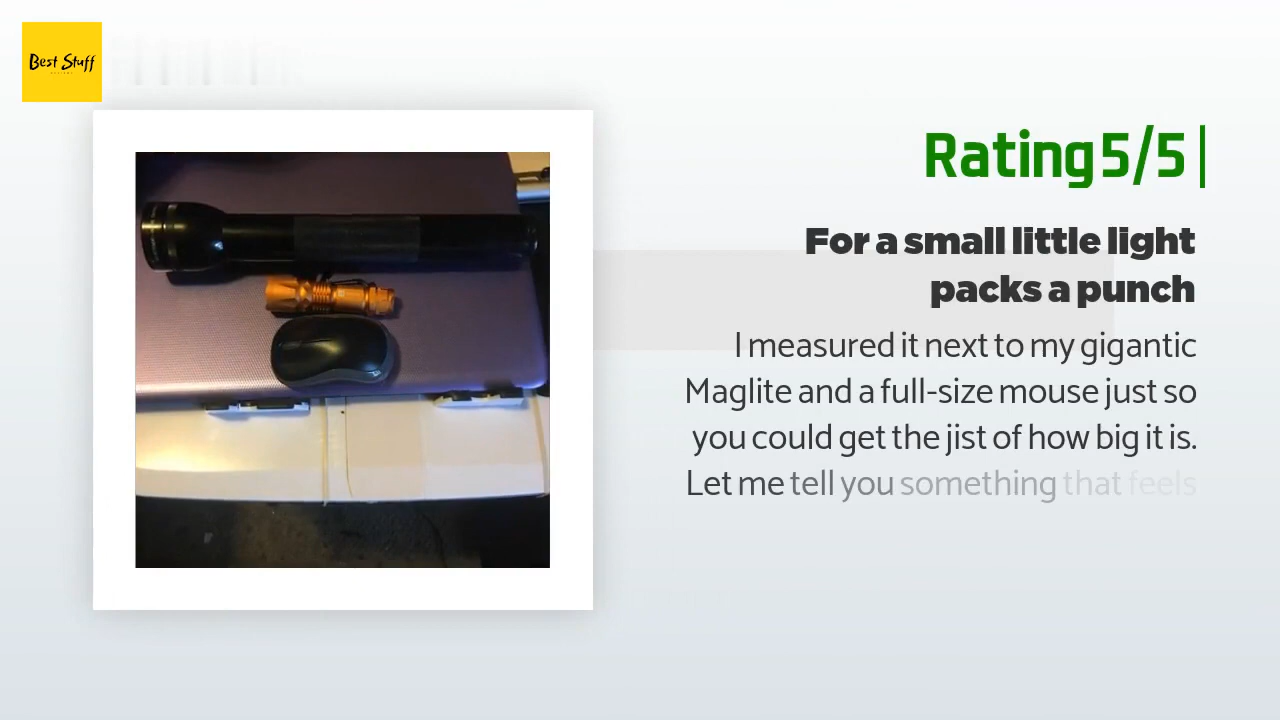 Best Stuff
Rating 5/5 |
For a small little light
packs a punch
I measured it next to my gigantic
Maglite and a full-size mouse just so
you could get the jist of how big it is.
Let me tell you something that feels